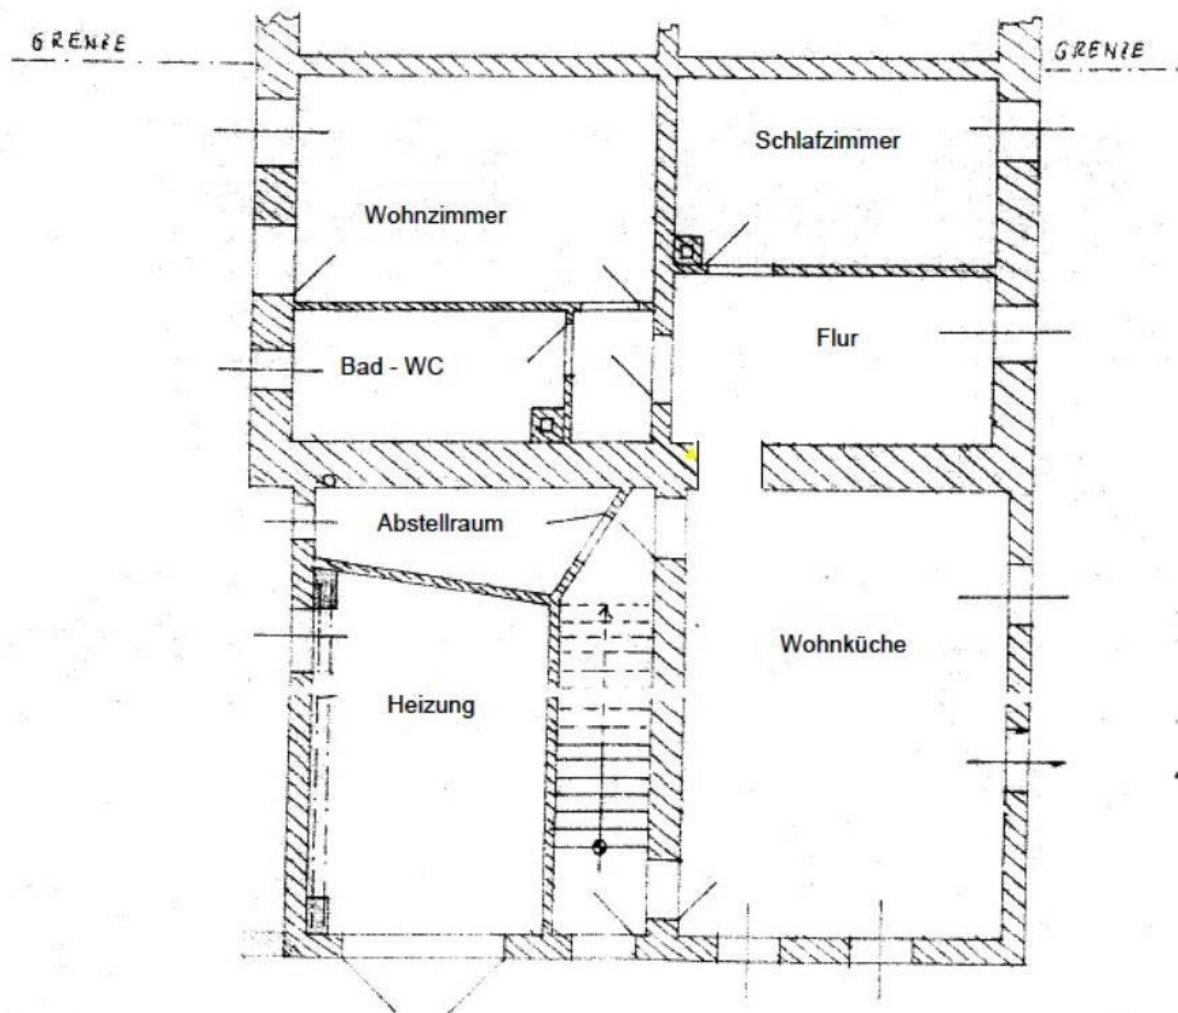 GRENZE
GRENZE
Schlafzimmer
Wohnzimmer
Flur
Bad - WC
Abstellraum
Wohnküche
Heizung